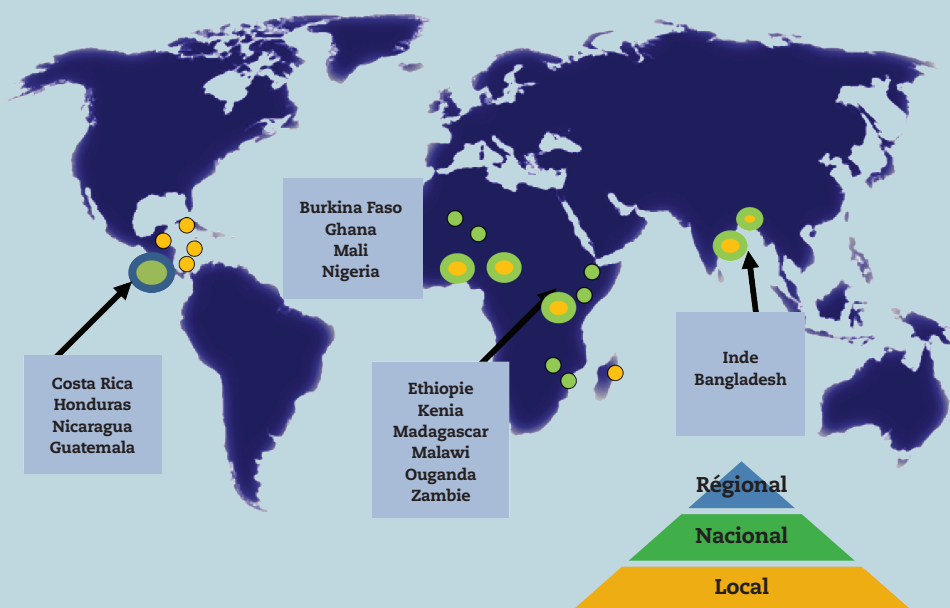 Burkina Faso
Ghana
Mali
Nigeria
Costa Rica
Honduras
Nicaragua
Guatemala
Ethiopie
Kenia
Madagascar
Malawi
Ouganda
Zambie
Inde
Bangladesh
Régional
Nacional
Local